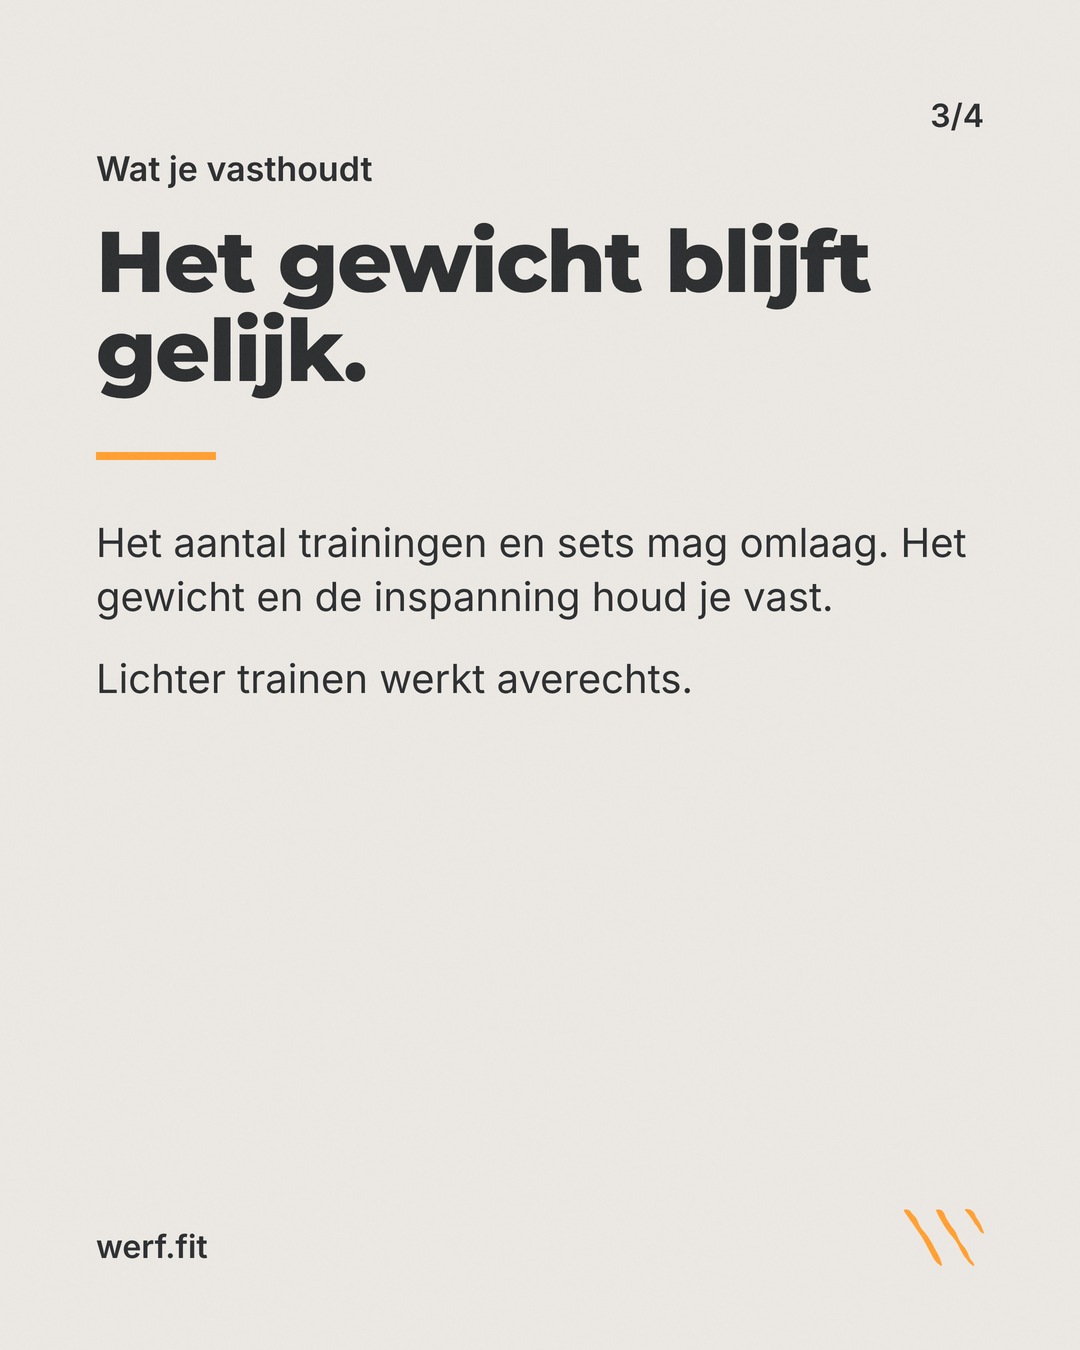 3/4
Wat je vasthoudt
Het gewicht blijft
gelijk.
Het aantal trainingen en sets mag omlaag. Het
gewicht en de inspanning houd je vast.
Lichter trainen werkt averechts.
werf.fit